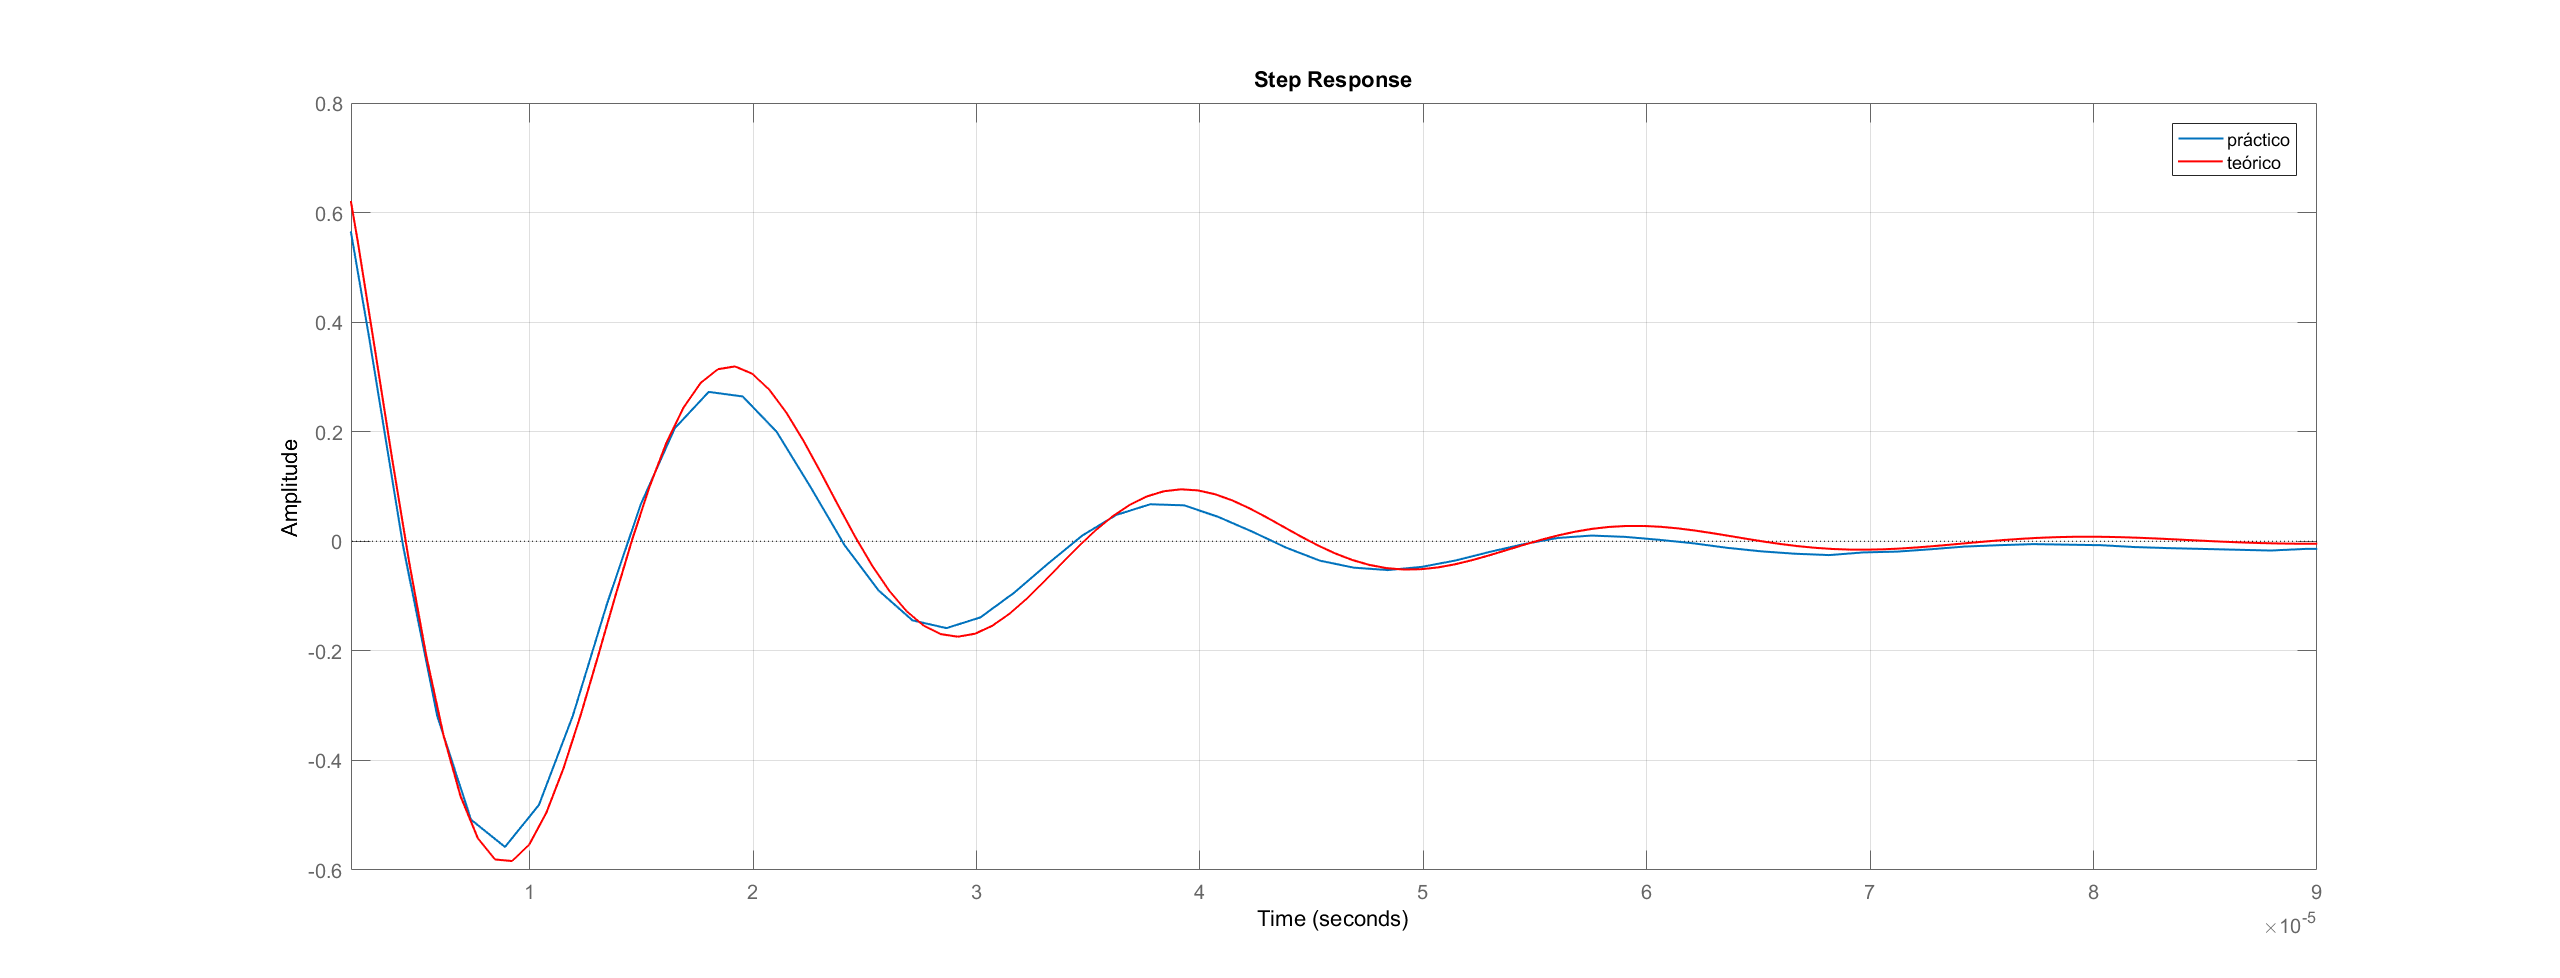 Step Response
práctico
teórico
Amplitude
0.8
0.6
0.4
0.2
0
-0.2
-0.4
-0.6
1 2 3 4 5 6 7 8 9
×10-5
Time (seconds)